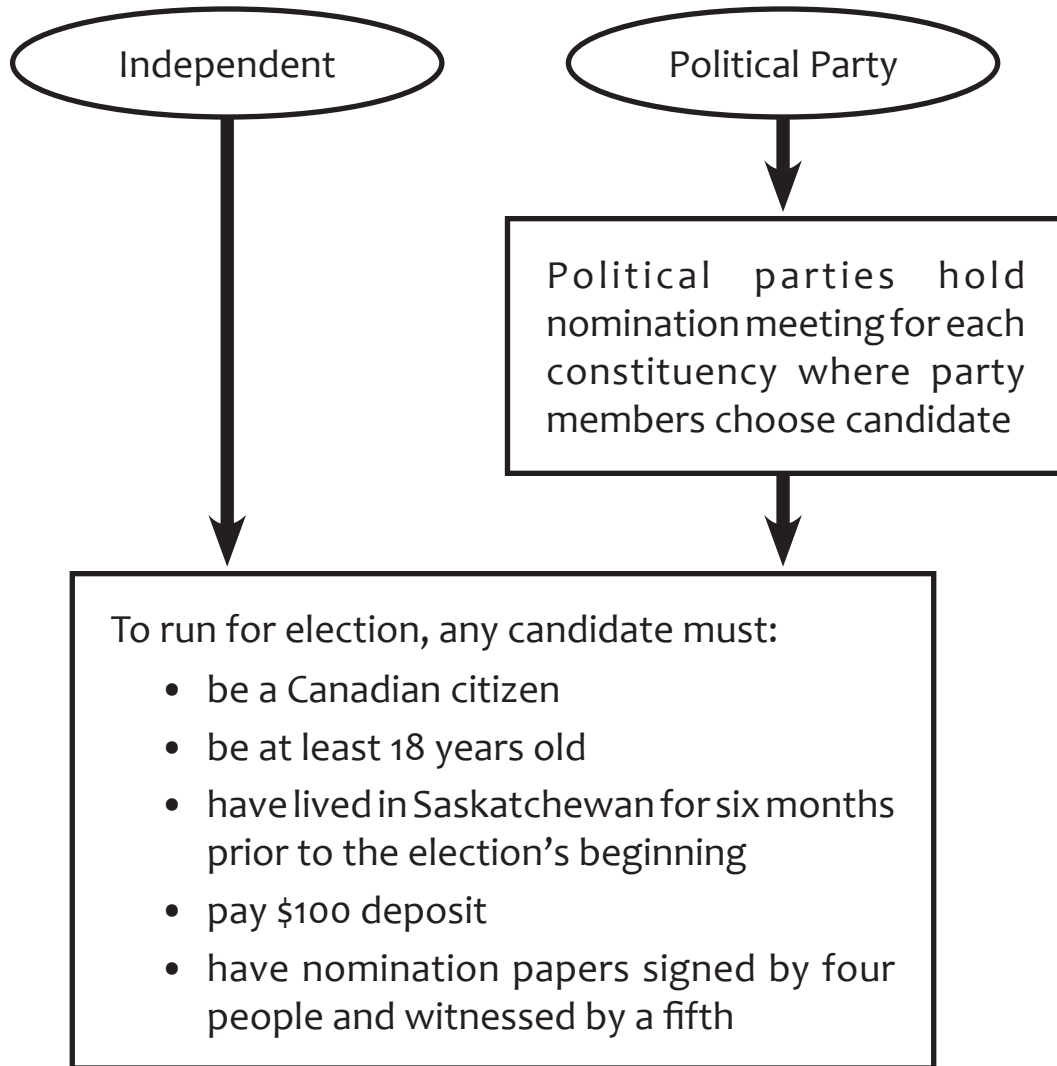 Independent
Political Party
Political parties hold
nomination meeting for each
constituency where party
members choose candidate
To run for election, any candidate must:
• be a Canadian citizen
• be at least 18 years old
• have lived in Saskatchewan for six months
prior to the election’s beginning
• pay $100 deposit
• have nomination papers signed by four
people and witnessed by a fifth